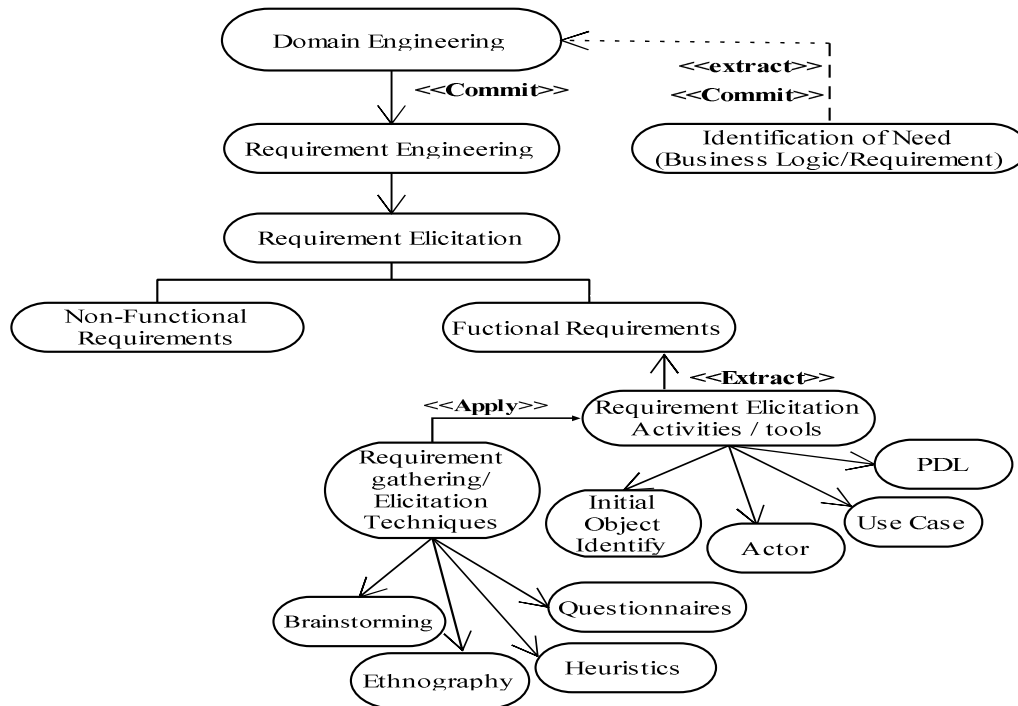 Domain Engineering
<<extract>>
<<Commit>>
<<Commit>>
Identification of Need
(Business Logic/Requirement)
Requirement Engineering
Requirement Elicitation
Non-Functional
Requirements
Fuctional Requirements
<<Extract>>
<<Apply>>
Requirement Elicitation
Activities / tools
Requirement
gathering/
Elicitation
Techniques
PDL
Initial
Object
Identify
Use Case
Actor
Questionnaires
Brainstorming
Heuristics
Ethnography